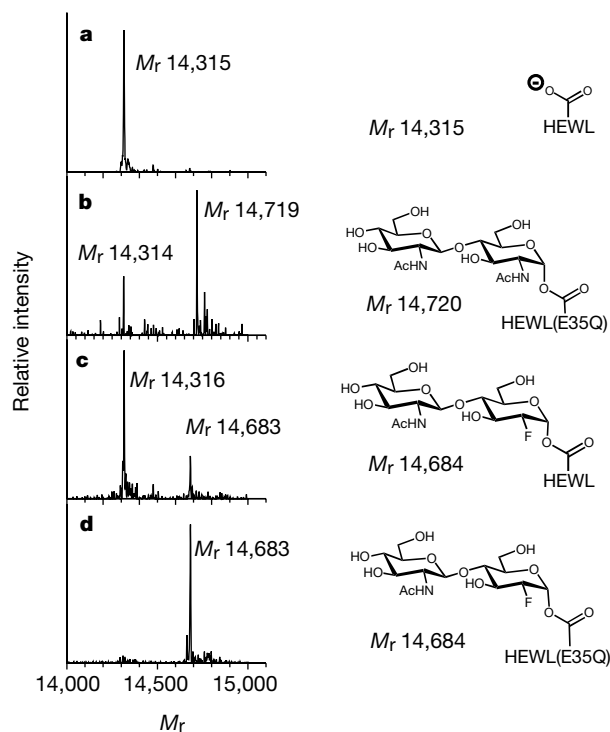 a
Mr 14,315
Mr 14,315
⊖O O
HEWL
b
Mr 14,719
Mr 14,314
OH
HO O
HO O
AcHN
OH
O
HO
AcHN
O O
HEWL(E35Q)
Mr 14,720
Relative intensity
c
Mr 14,316
Mr 14,683
OH
HO O
HO O
AcHN
OH
O
HO
F
O O
HEWL
Mr 14,684
d
Mr 14,683
OH
HO O
HO O
AcHN
OH
O
HO
F
O O
HEWL(E35Q)
Mr 14,684
14,000 14,500 15,000
Mr